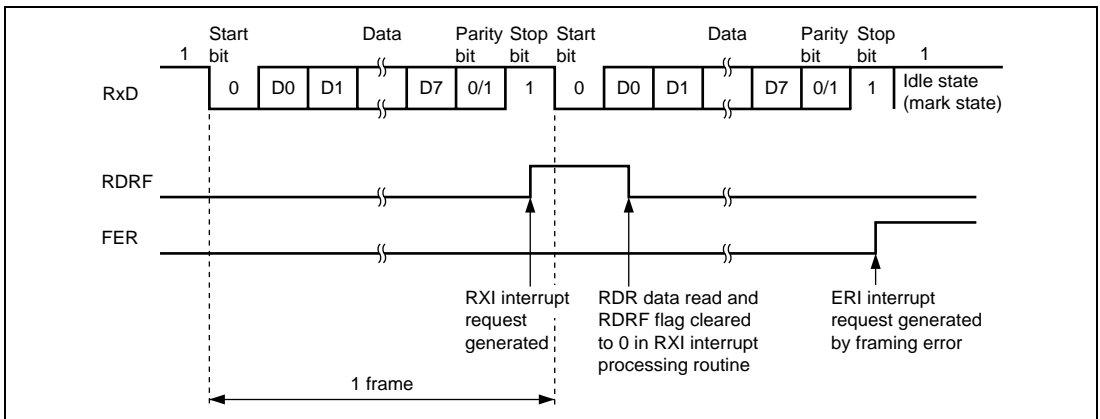 Start Data Parity Stop Start Data Parity Stop
1 bit bit bit bit bit bit 1
RxD 0 D0 D1 D7 0/1 1 0 D0 D1 D7 0/1 1 Idle state
(mark state)
RDRF
FER
RXI interrupt
request
generated
RDR data read and
RDRF flag cleared
to 0 in RXI interrupt
processing routine
ERI interrupt
request generated
by framing error
1 frame